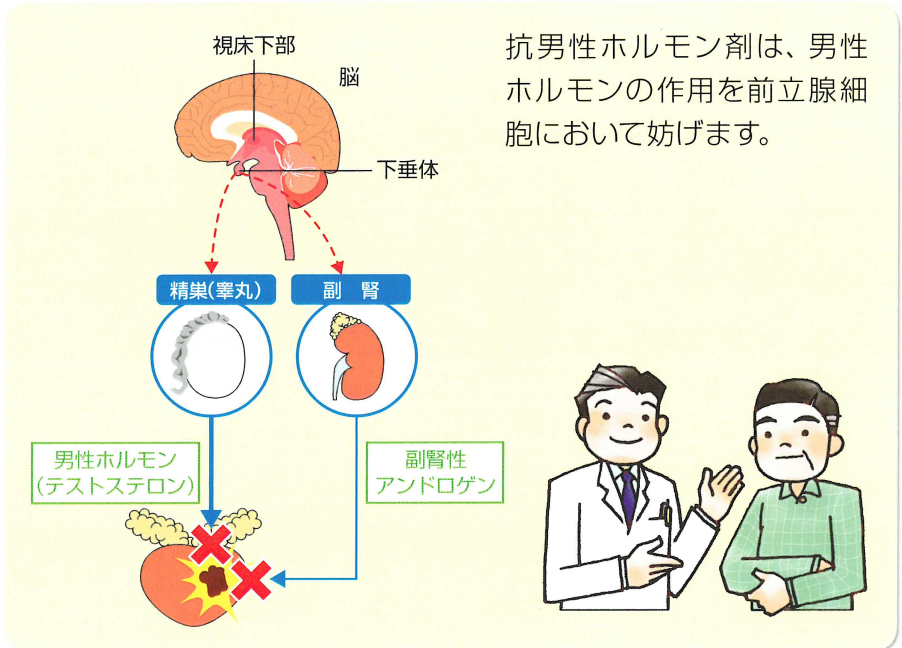 視床下部
脳
下垂体
精巣(睾丸)
副 腎
男性ホルモン
(テストステロン)
副腎性
アンドロゲン
抗男性ホルモン剤は、男性
ホルモンの作用を前立腺細
胞において妨げます。